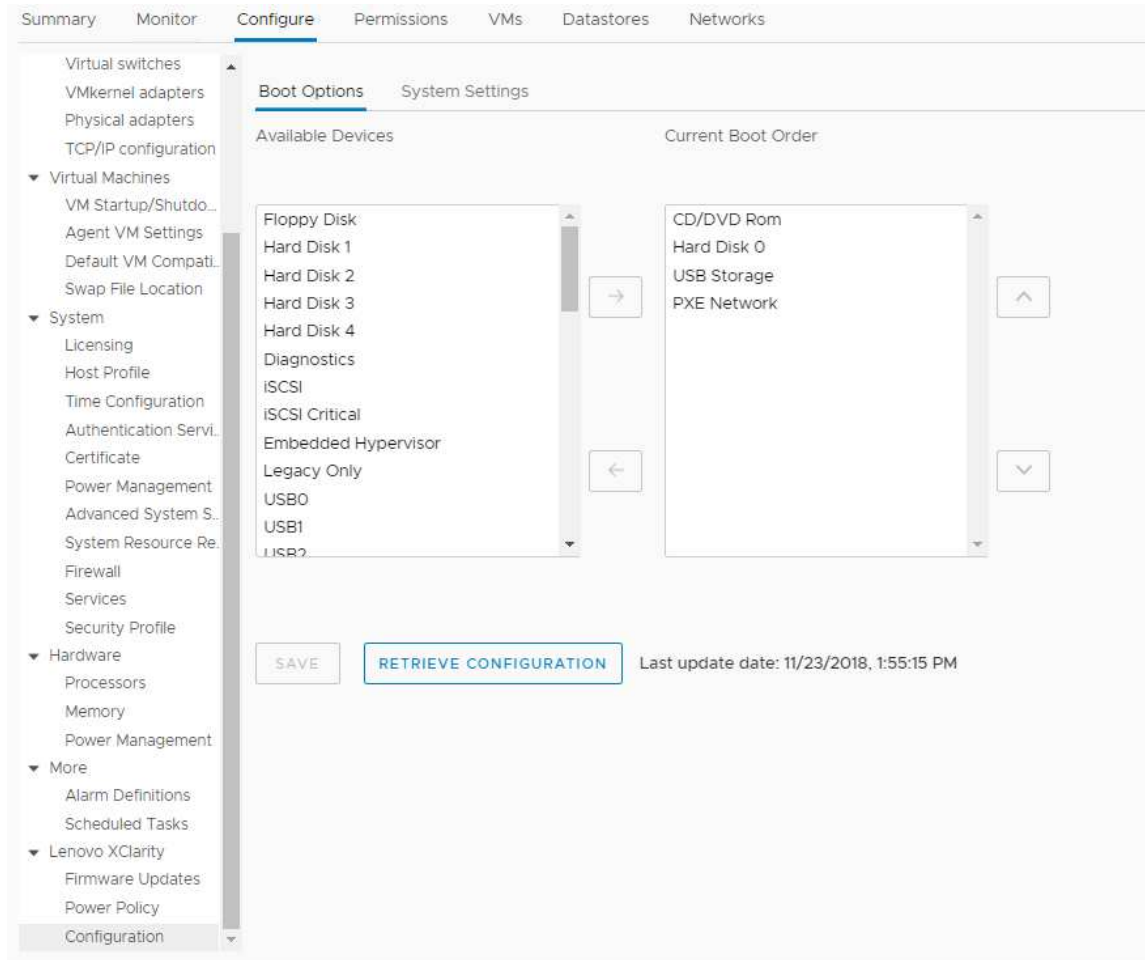 Summary Monitor Configure Permissions VMs Datastores Networks
Virtual switches
VMkernel adapters
Physical adapters
TCP/IP configuration
Virtual Machines
VM Startup/Shutdo...
Agent VM Settings
Default VM Compati..
Swap File Location
System
Licensing
Host Profile
Time Configuration
Authentication Servi..
Certificate
Power Management
Advanced System S..
System Resource Re.
Firewall
Services
Security Profile
Hardware
Processors
Memory
Power Management
More
Alarm Definitions
Scheduled Tasks
Lenovo XClarity
Firmware Updates
Power Policy
Configuration
Boot Options System Settings
Available Devices
Floppy Disk
Hard Disk 1
Hard Disk 2
Hard Disk 3
Hard Disk 4
Diagnostics
iSCSI
iSCSI Critical
Embedded Hypervisor
Legacy Only
USB0
USB1
USB2
Current Boot Order
CD/DVD Rom
Hard Disk 0
USB Storage
PXE Network
SAVE RETRIEVE CONFIGURATION Last update date: 11/23/2018, 1:55:15 PM